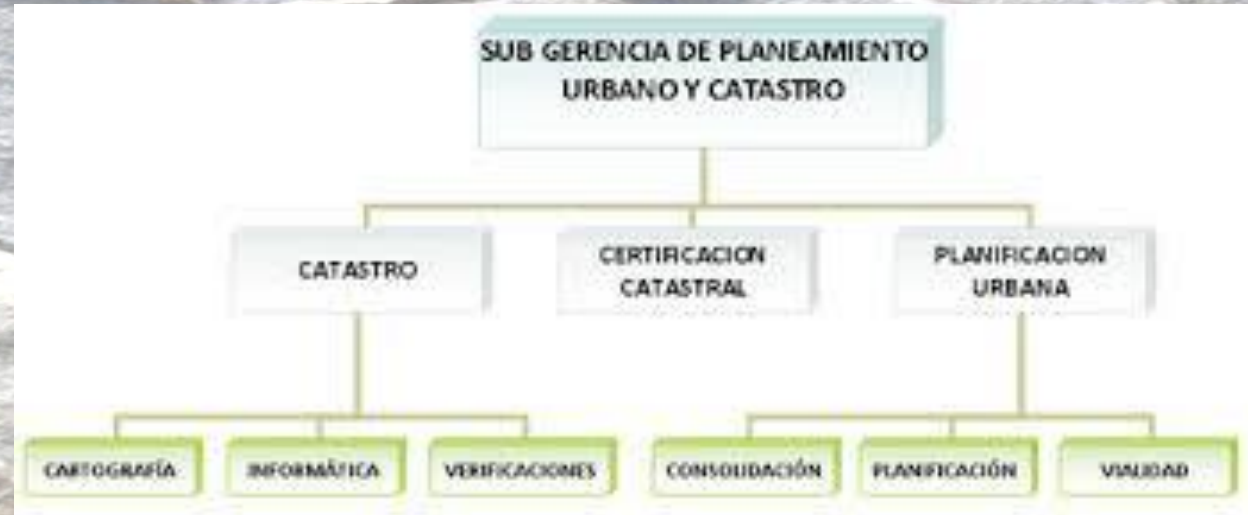 SUB GERENCIA DE PLANEAMIENTO
URBANO Y CATASTRO
CATASTRO
CERTIFICACION
CATASTRAL
PLANIFICACION
URBANA
CARTOGRAFÍA
INFORMÁTICA
VERIFICACIONES
CONSOLIDACIÓN
PLANIFICACIÓN
VIALIDAD